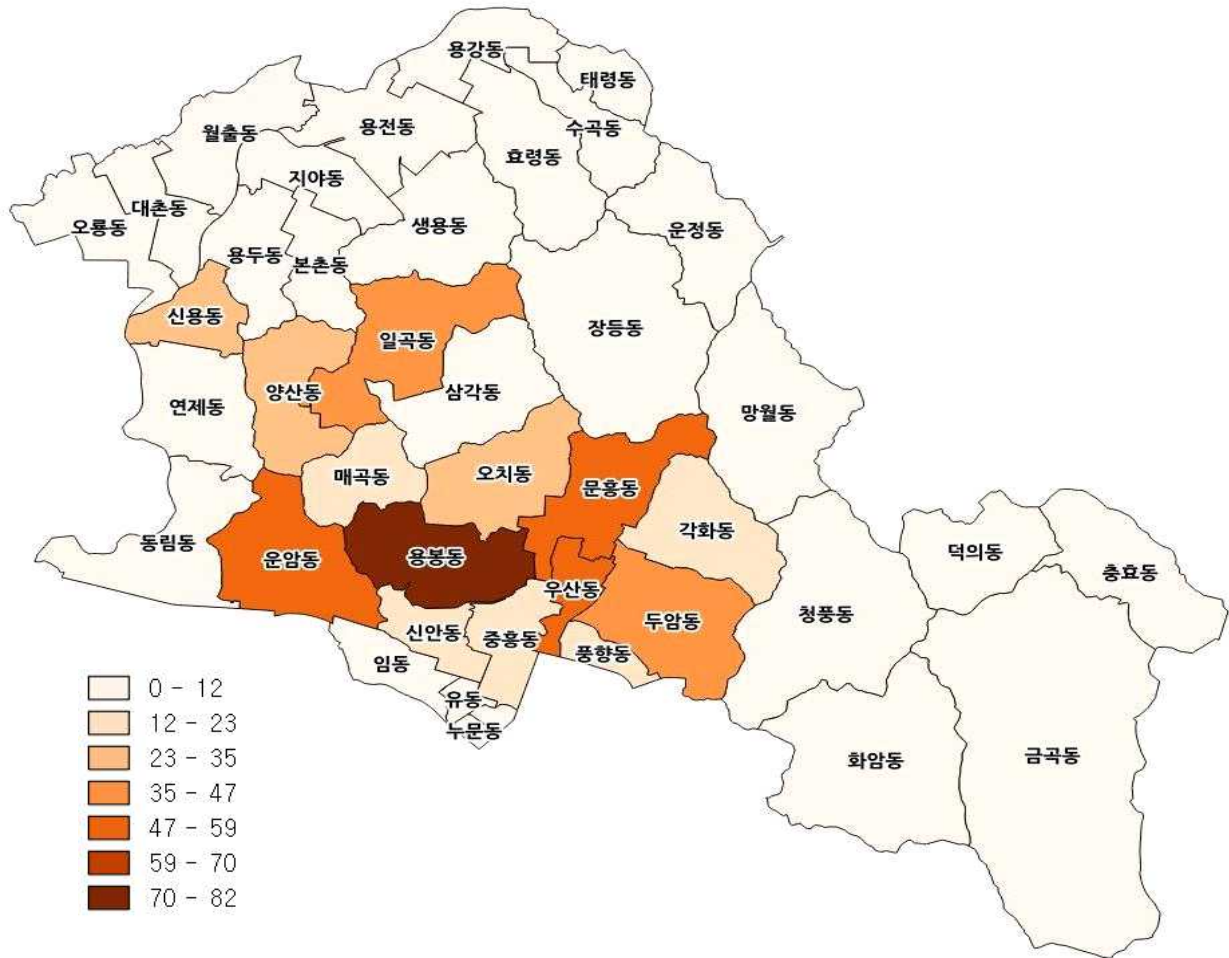 용강동
태령동
월출동
용전동
수곡동
효령동
지야동
대촌동
오룡동
생용동
운정동
용두동
본촌동
신용동
일곡동
장등동
양산동
삼각동
연제동
망월동
매곡동
오치동
문흥동
각화동
동림동
운암동
용봉동
우산동
덕의동
충효동
신안동
중흥동
두암동
청풍동
임동
풍향동
유동
누문동
화암동
금곡동
0 - 12
12 - 23
23 - 35
35 - 47
47 - 59
59 - 70
70 - 82